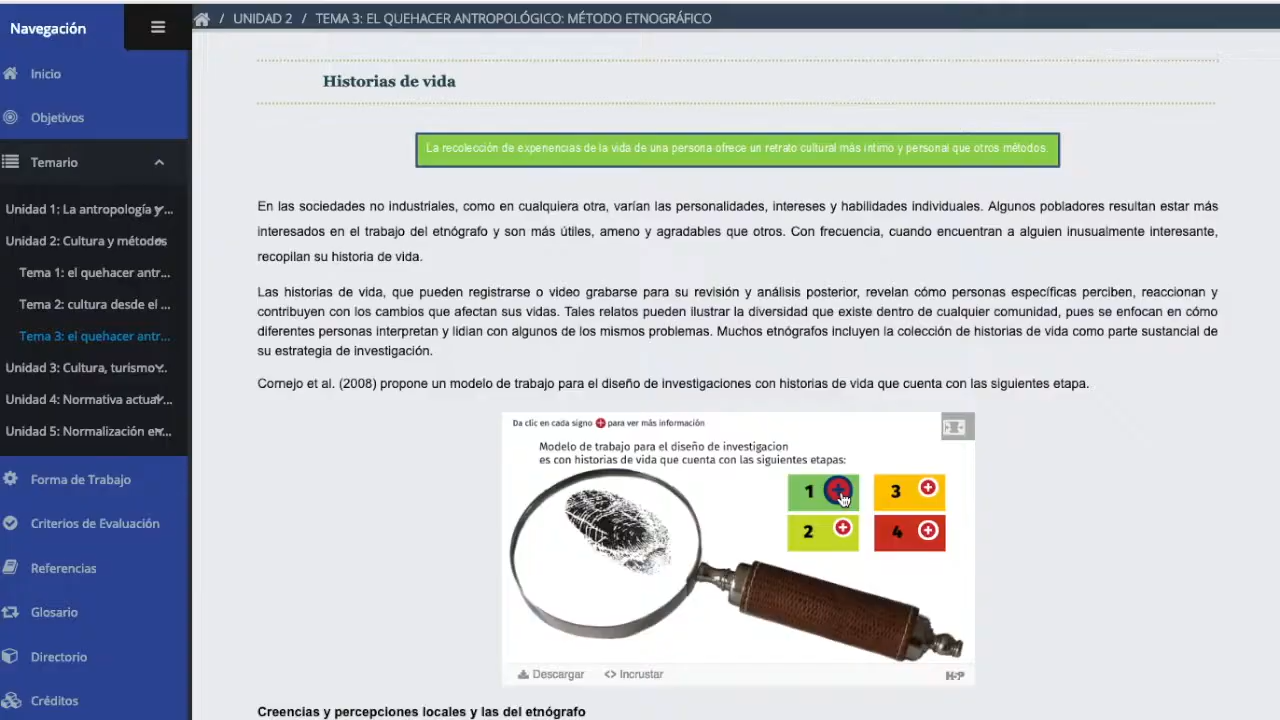 Navegación
/ UNIDAD 2 / TEMA 3: EL QUEHACER ANTROPOLÓGICO: MÉTODO ETNOGRÁFICO
Inicio
Objetivos
Temario
Unidad 1: La antropología y ...
Unidad 2: Cultura y métodos
Tema 1: el quehacer antr...
Tema 2: cultura desde el ...
Tema 3: el quehacer antr...
Unidad 3: Cultura, turismo...
Unidad 4: Normativa actual...
Unidad 5: Normalización en...
Forma de Trabajo
Criterios de Evaluación
Referencias
Glosario
Directorio
Créditos
Historias de vida
La recolección de experiencias de la vida de una persona ofrece un retrato cultural más íntimo y personal que otros métodos.
En las sociedades no industriales, como en cualquiera otra, varían las personalidades, intereses y habilidades individuales. Algunos pobladores resultan estar más
interesados en el trabajo del etnógrafo y son más útiles, ameno y agradables que otros. Con frecuencia, cuando encuentran a alguien inusualmente interesante,
recopilan su historia de vida.
Las historias de vida, que pueden registrarse o video grabarse para su revisión y análisis posterior, revelan cómo personas específicas perciben, reaccionan y
contribuyen con los cambios que afectan sus vidas. Tales relatos pueden ilustrar la diversidad que existe dentro de cualquier comunidad, pues se enfocan en cómo
diferentes personas interpretan y lidian con algunos de los mismos problemas. Muchos etnógrafos incluyen la colección de historias de vida como parte sustancial de
su estrategia de investigación.
Cornejo et al. (2008) propone un modelo de trabajo para el diseño de investigaciones con historias de vida que cuenta con las siguientes etapa.
Da clic en cada signo para ver más información
Modelo de trabajo para el diseño de investigacion
es con historias de vida que cuenta con las siguientes etapas:
1
3
2
4
Descargar <> Incrustar H5P
Creencias y percepciones locales y las del etnógrafo